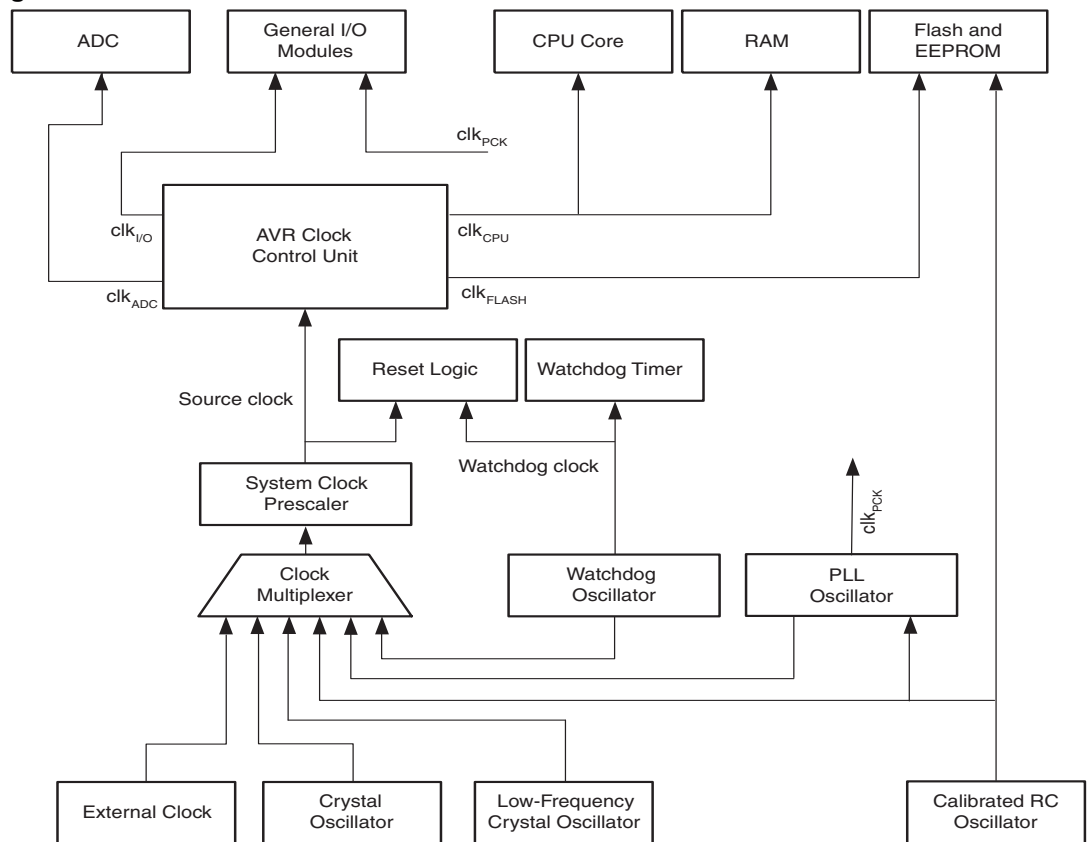 ADC
General I/O
Modules
CPU Core
RAM
Flash and
EEPROM
clkPCK
clkI/O
AVR Clock
Control Unit
clkCPU
clkADC
clkFLASH
Reset Logic
Watchdog Timer
Source clock
Watchdog clock
System Clock
Prescaler
clkPCK
Clock
Multiplexer
Watchdog
Oscillator
PLL
Oscillator
External Clock
Crystal
Oscillator
Low-Frequency
Crystal Oscillator
Calibrated RC
Oscillator